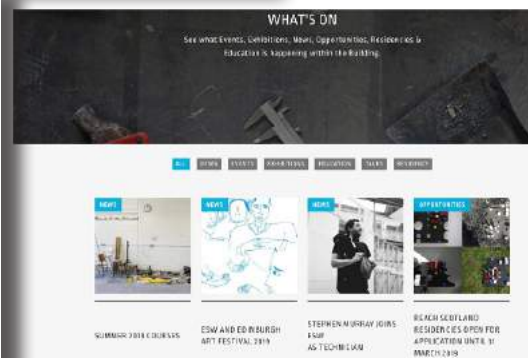 WHAT'S ON
See what Events, Exhibitions, News, Opportunities, Residencies &
Education is happening within the Building.
ALL NEWS EVENTS EXHIBITIONS EDUCATION TALKS RESIDENCY
NEWS
NEWS
NEWS
OPPORTUNITIES
SUMMER 2019 COURSES
ESW AND EDINBURGH
ART FESTIVAL 2019
STEPHEN MURRAY JOINS
ESW
AS TECHNICIAN
REACH SCOTLAND
RESIDENCIES OPEN FOR
APPLICATION UNTIL 11
MARCH 2019